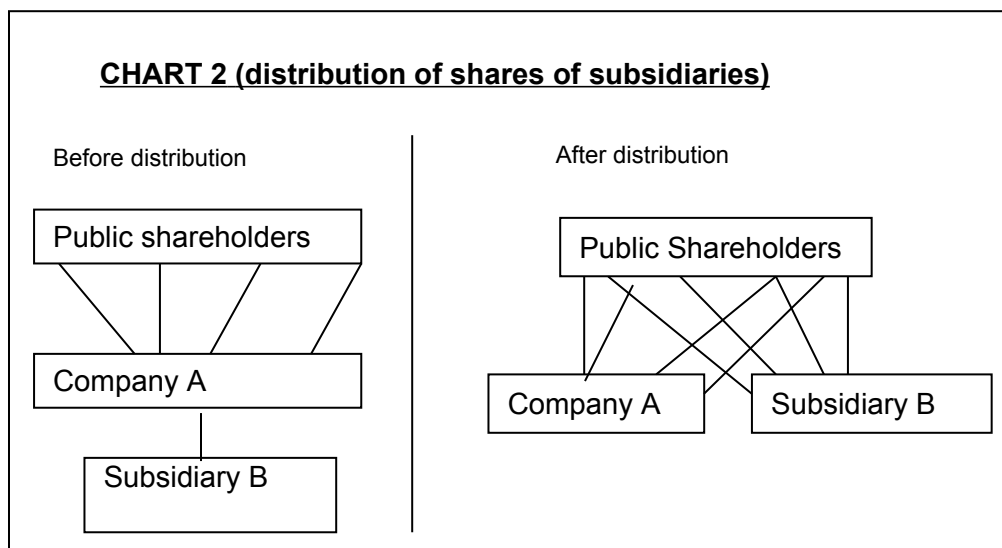 CHART 2 (distribution of shares of subsidiaries)
Before distribution
Public shareholders
Company A
Subsidiary B
After distribution
Public Shareholders
Company A
Subsidiary B